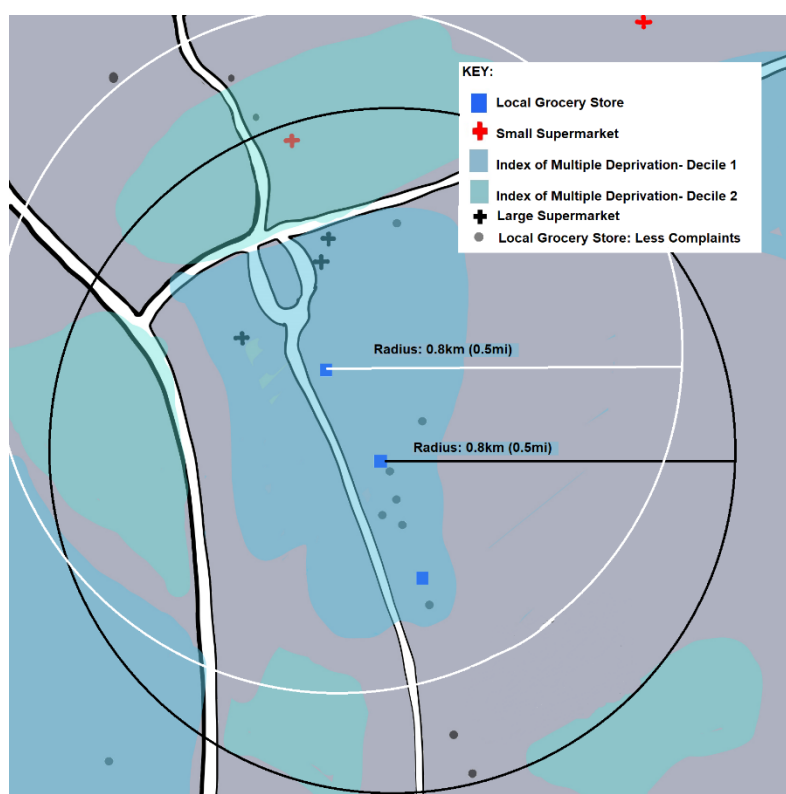 KEY:
Local Grocery Store
Small Supermarket
Index of Multiple Deprivation- Decile 1
Index of Multiple Deprivation- Decile 2
Large Supermarket
Local Grocery Store: Less Complaints
Radius: 0.8km (0.5mi)
Radius: 0.8km (0.5mi)